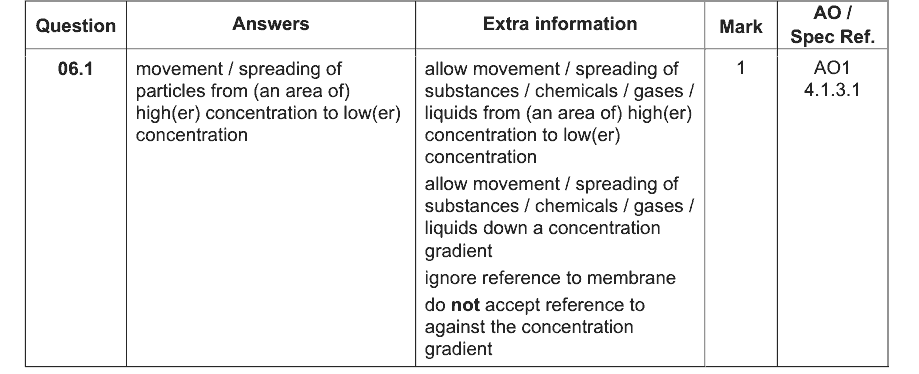 Question Answers Extra information Mark AO / Spec Ref.
06.1
movement / spreading of
particles from (an area of)
high(er) concentration to low(er)
concentration
allow movement / spreading of
substances / chemicals / gases /
liquids from (an area of) high(er)
concentration to low(er)
concentration
allow movement / spreading of
substances / chemicals / gases /
liquids down a concentration
gradient
ignore reference to membrane
do not accept reference to
against the concentration
gradient
1
AO1
4.1.3.1